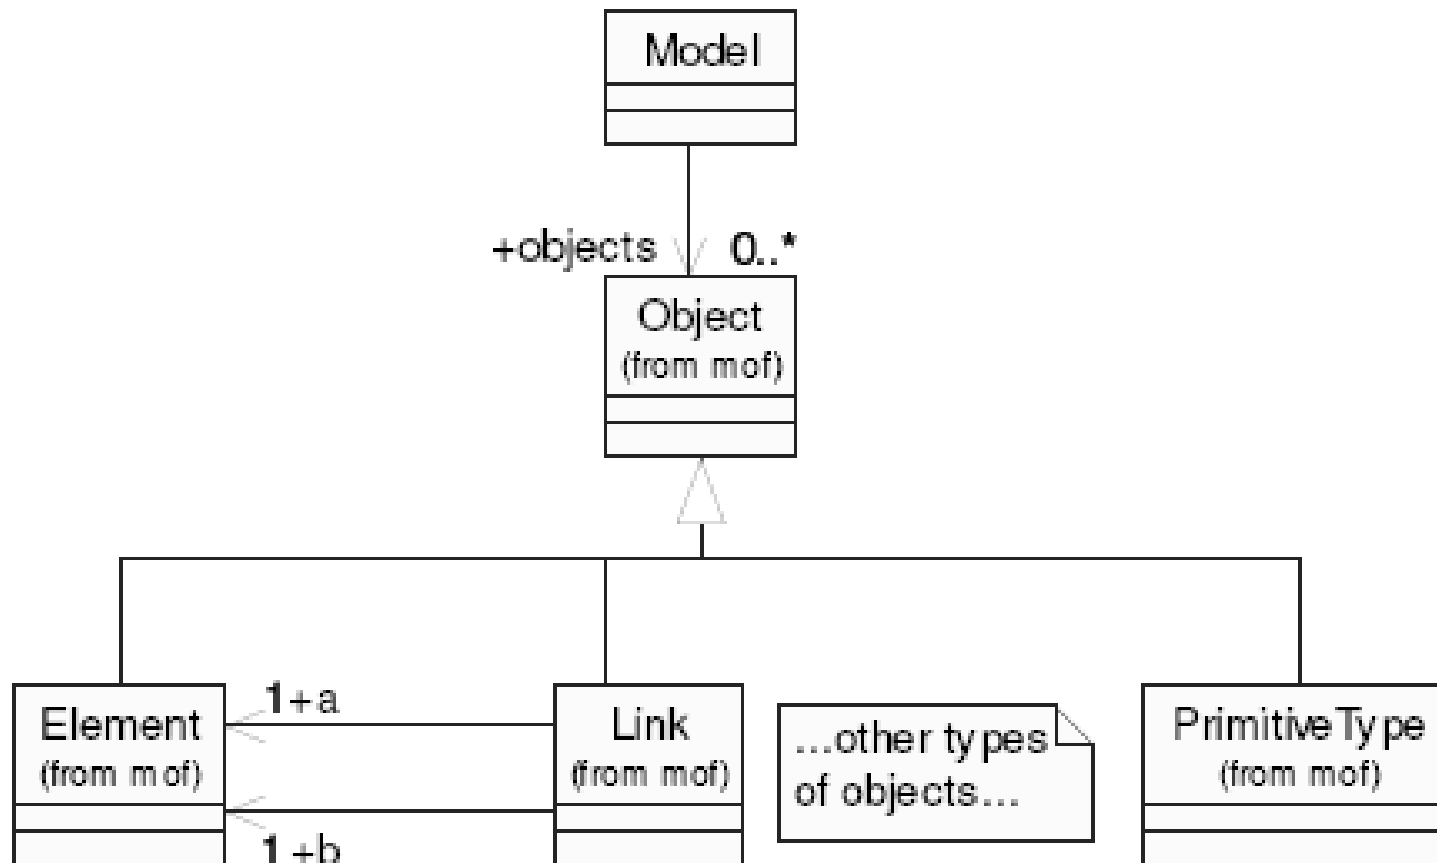 Model
+objects 0..*
Object
(from mof)
1+a
Element
(from mof)
Link
(from mof)
...other types
of objects...
PrimitiveType
(from mof)
1+b